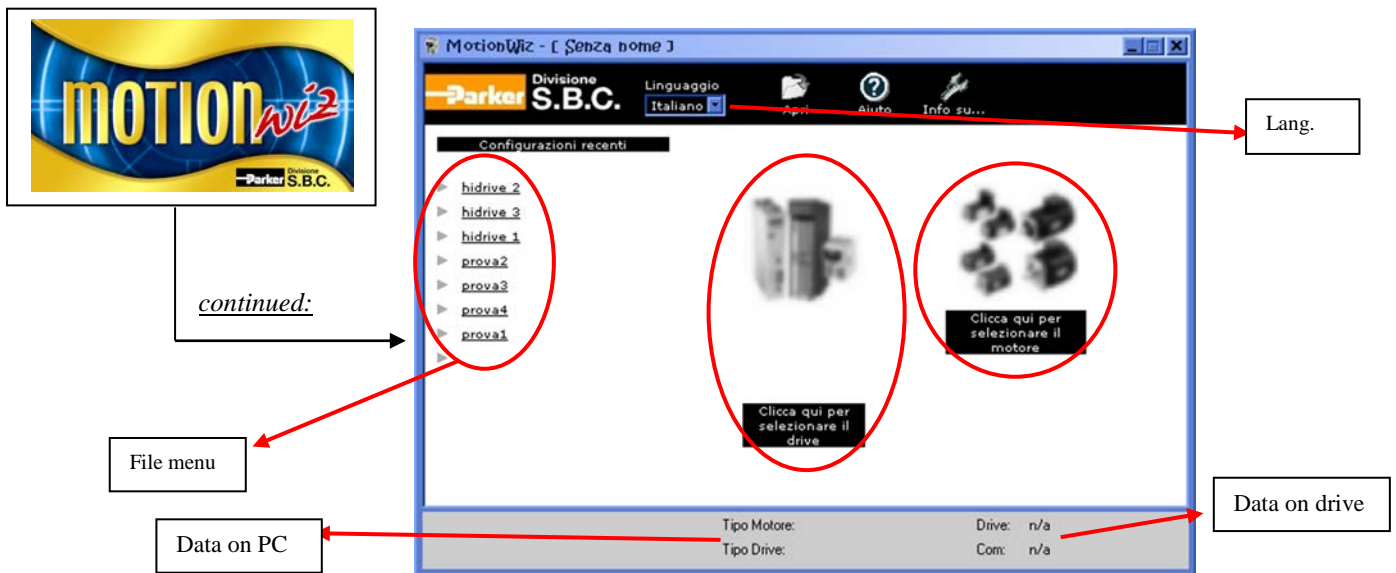 MOTION wiz
Parker Divisione S.B.C.
continued:
MotionWiz - [ Senza nome ]
Parker Divisione S.B.C.
Linguaggio
Italiano
Apri
Aiuto
Info su...
Lang.
Configurazioni recenti
hidrive 2
hidrive 3
hidrive 1
prova2
prova3
prova4
prova1
Clicca qui per
selezionare il
drive
Clicca qui per
selezionare il
motore
File menu
Data on PC
Data on drive
Tipo Motore:
Tipo Drive:
Drive: n/a
Com: n/a